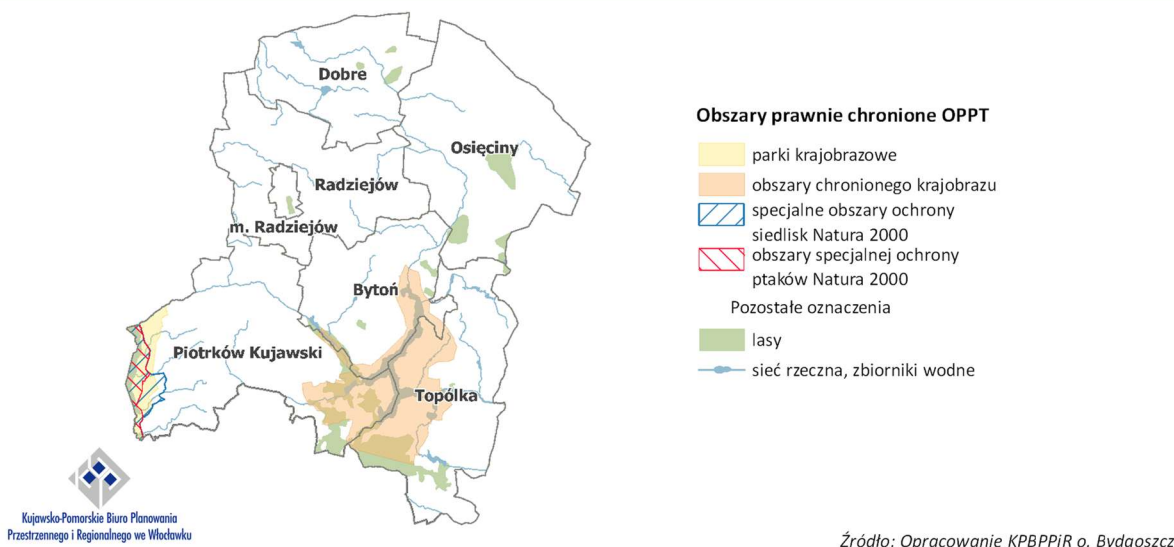 Dobre
Osięciny
Radziejów
m. Radziejów
Bytoń
Piotrków Kujawski
Topólka
Obszary prawnie chronione OPPT
parki krajobrazowe
obszary chronionego krajobrazu
specjalne obszary ochrony
siedlisk Natura 2000
obszary specjalnej ochrony
ptaków Natura 2000
Pozostałe oznaczenia
lasy
sieć rzeczna, zbiorniki wodne
Kujawsko-Pomorskie Biuro Planowania
Przestrzennego i Regionalnego we Włocławku
Źródło: Opracowanie KPBPPiR o. Bydgoszcz